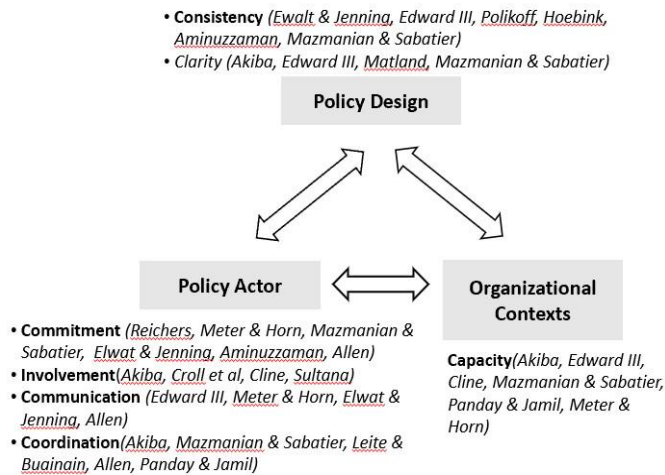 • Consistency (Ewalt & Jenning, Edward III, Polikoff, Hoebink,
Aminuzzaman, Mazmanian & Sabatier)
• Clarity (Akiba, Edward III, Matland, Mazmanian & Sabatier)
Policy Design
Policy Actor
Organizational
Contexts
• Commitment (Reichers, Meter & Horn, Mazmanian &
Sabatier, Elwat & Jenning, Aminuzzaman, Allen)
• Involvement(Akiba, Croll et al, Cline, Sultana)
• Communication (Edward III, Meter & Horn, Elwat &
Jenning, Allen)
• Coordination(Akiba, Mazmanian & Sabatier, Leite &
Buainain, Allen, Panday & Jamil)
Capacity(Akiba, Edward III,
Cline, Mazmanian & Sabatier,
Panday & Jamil, Meter &
Horn)